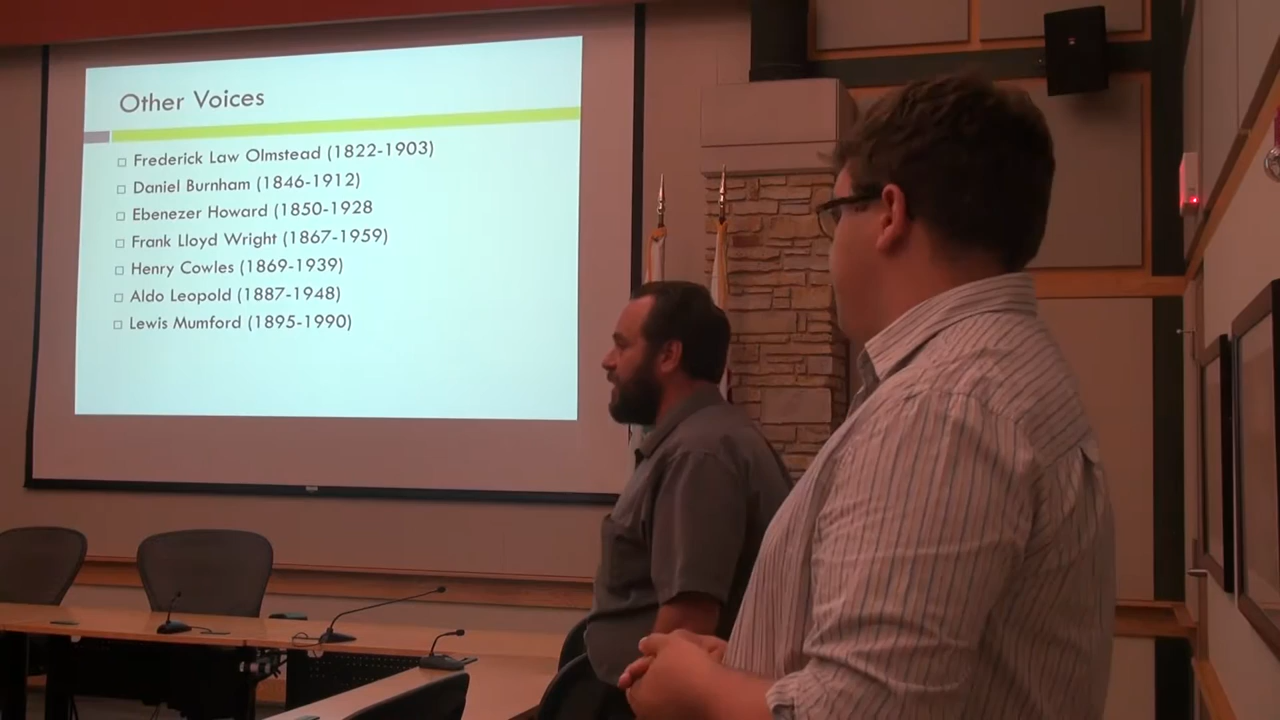 Other Voices
Frederick Law Olmstead (1822-1903)
Daniel Burnham (1846-1912)
Ebenezer Howard (1850-1928
Frank Lloyd Wright (1867-1959)
Henry Cowles (1869-1939)
Aldo Leopold (1887-1948)
Lewis Mumford (1895-1990)